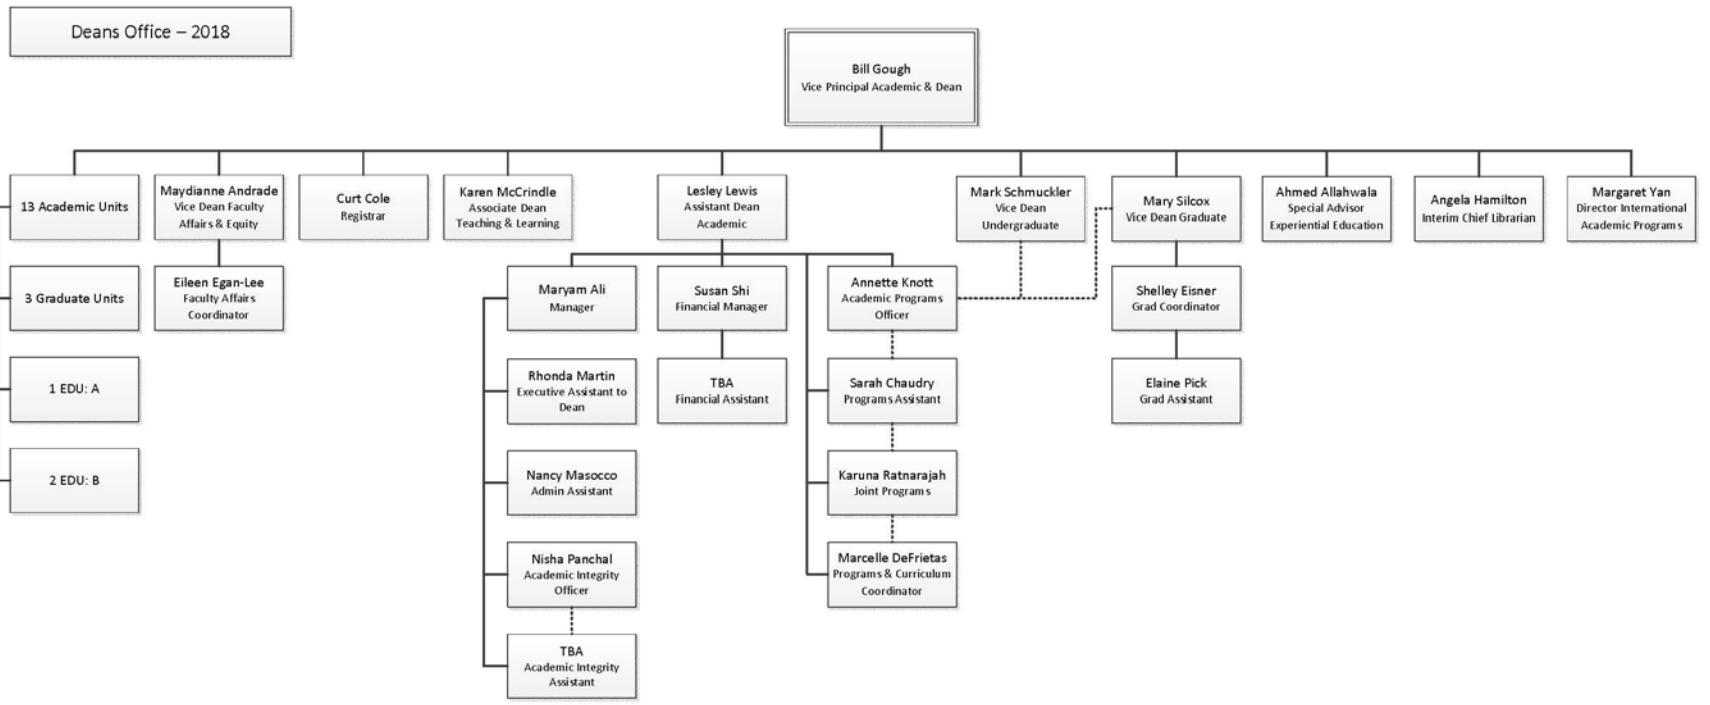 Deans Office – 2018
Bill Gough
Vice Principal Academic & Dean
13 Academic Units
Maydianne Andrade
Vice Dean Faculty
Affairs & Equity
Curt Cole
Registrar
Karen McCrindle
Associate Dean
Teaching & Learning
Lesley Lewis
Assistant Dean
Academic
Mark Schmuckler
Vice Dean
Undergraduate
Mary Silcox
Vice Dean Graduate
Ahmed Allahwala
Special Advisor
Experiential Education
Angela Hamilton
Interim Chief Librarian
Margaret Yan
Director International
Academic Programs
3 Graduate Units
Eileen Egan-Lee
Faculty Affairs
Coordinator
Maryam Ali
Manager
Susan Shi
Financial Manager
Annette Knott
Academic Programs
Officer
Shelley Eisner
Grad Coordinator
1 EDU: A
Rhonda Martin
Executive Assistant to
Dean
TBA
Financial Assistant
Sarah Chaudry
Programs Assistant
Elaine Pick
Grad Assistant
2 EDU: B
Nancy Masocco
Admin Assistant
Karuna Ratnarajah
Joint Programs
Nisha Panchal
Academic Integrity
Officer
Marcelle DeFrietas
Programs & Curriculum
Coordinator
TBA
Academic Integrity
Assistant